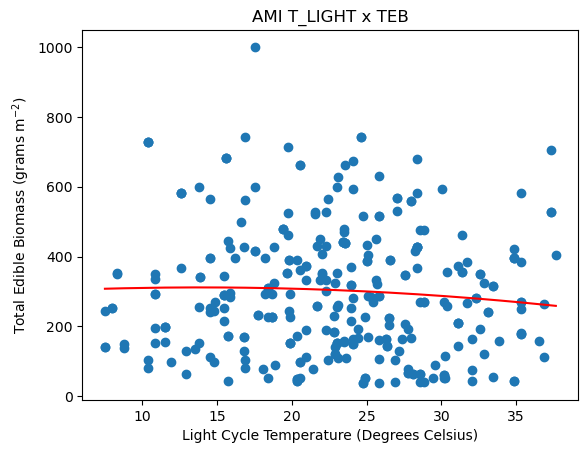 AMI T_LIGHT x TEB
Total Edible Biomass (grams m⁻²)
1000
800
600
400
200
0
10 15 20 25 30 35
Light Cycle Temperature (Degrees Celsius)